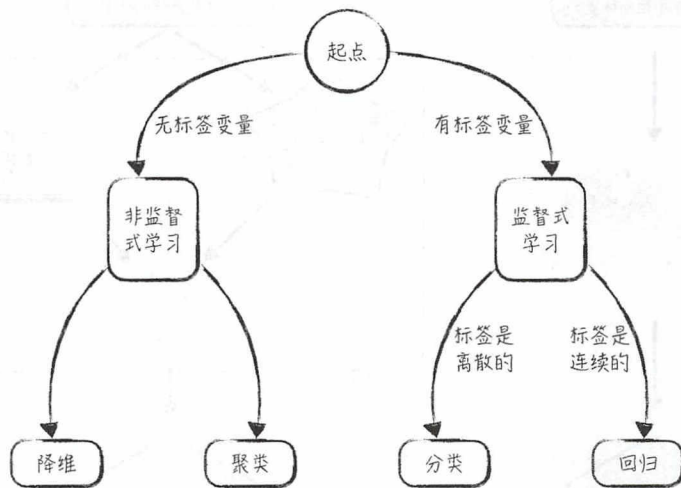 起点
无标签变量
有标签变量
非监督
式学习
监督式
学习
标签是
离散的
标签是
连续的
降维
聚类
分类
回归